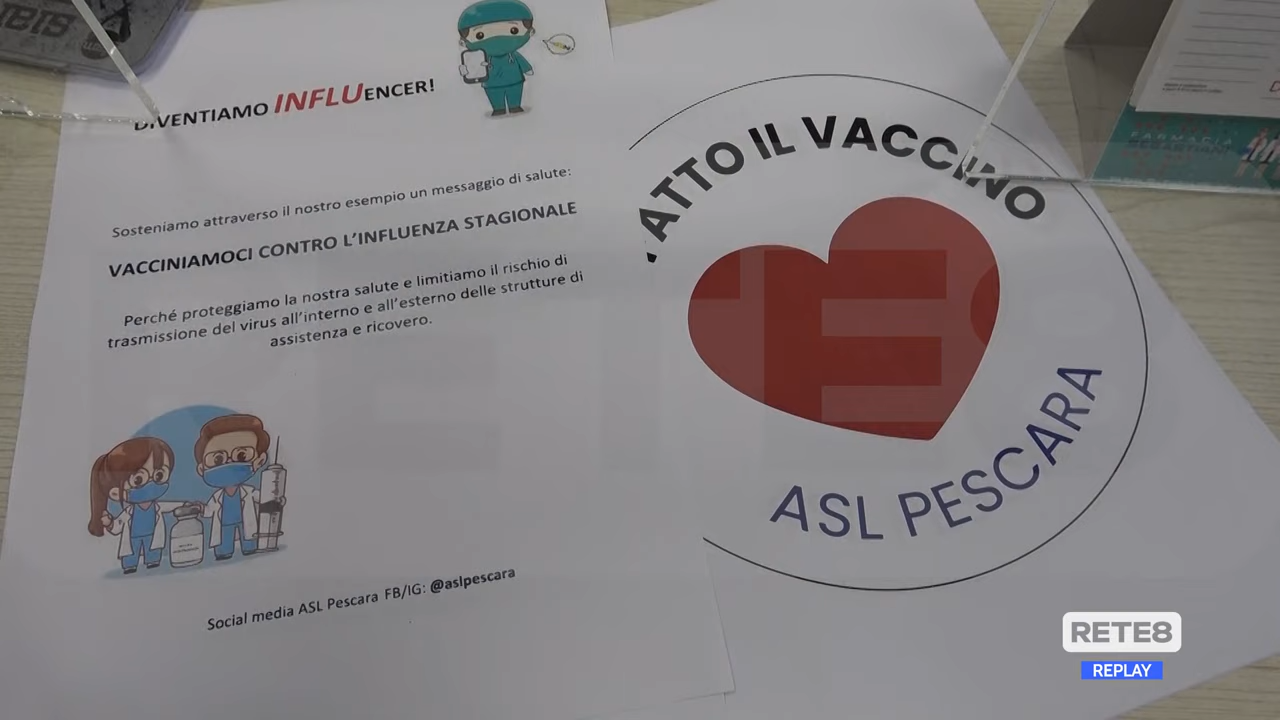 DIVENTIAMO INFLUENCER!
Sosteniamo attraverso il nostro esempio un messaggio di salute:
VACCINIAMOCI CONTRO L'INFLUENZA STAGIONALE
Perché proteggiamo la nostra salute e limitiamo il rischio di
trasmissione del virus all'interno e all'esterno delle strutture di
assistenza e ricovero.
Social media ASL Pescara FB/IG: @aslpescara
ATTO IL VACCINO
ASL PESCARA
FARMACIA
RETE8
REPLAY